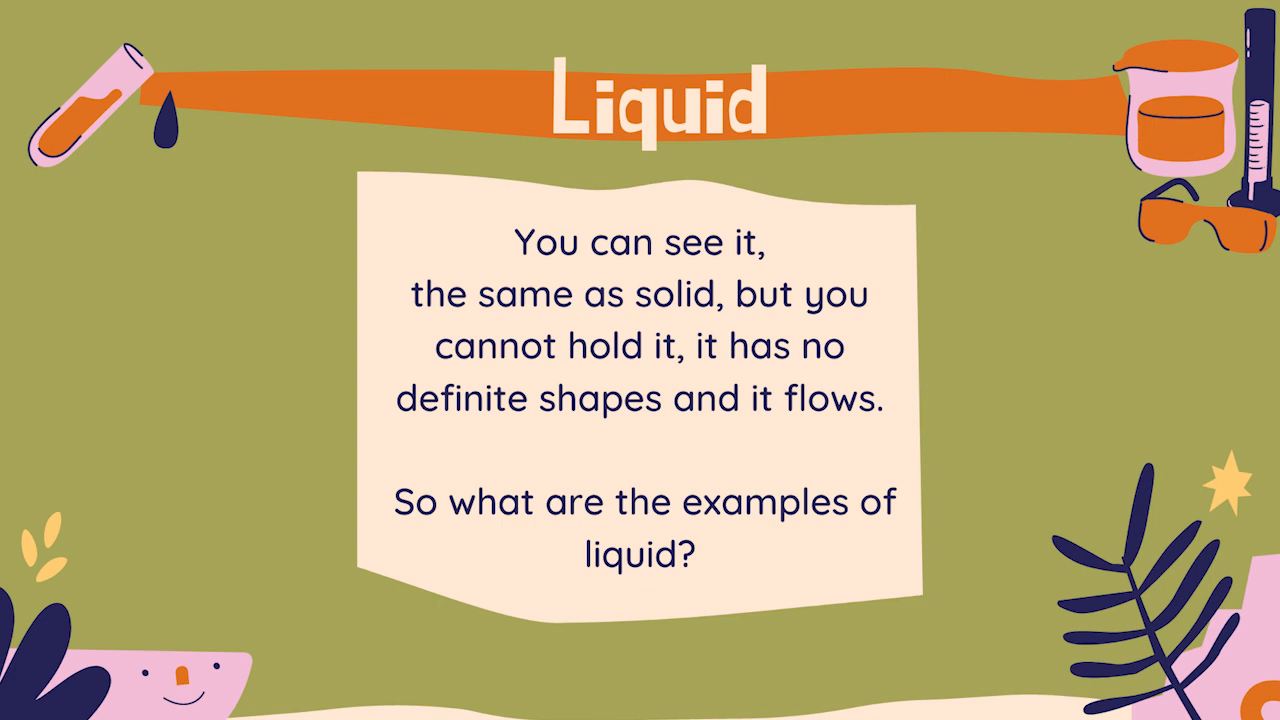 Liquid
You can see it,
the same as solid, but you
cannot hold it, it has no
definite shapes and it flows.
So what are the examples of
liquid?